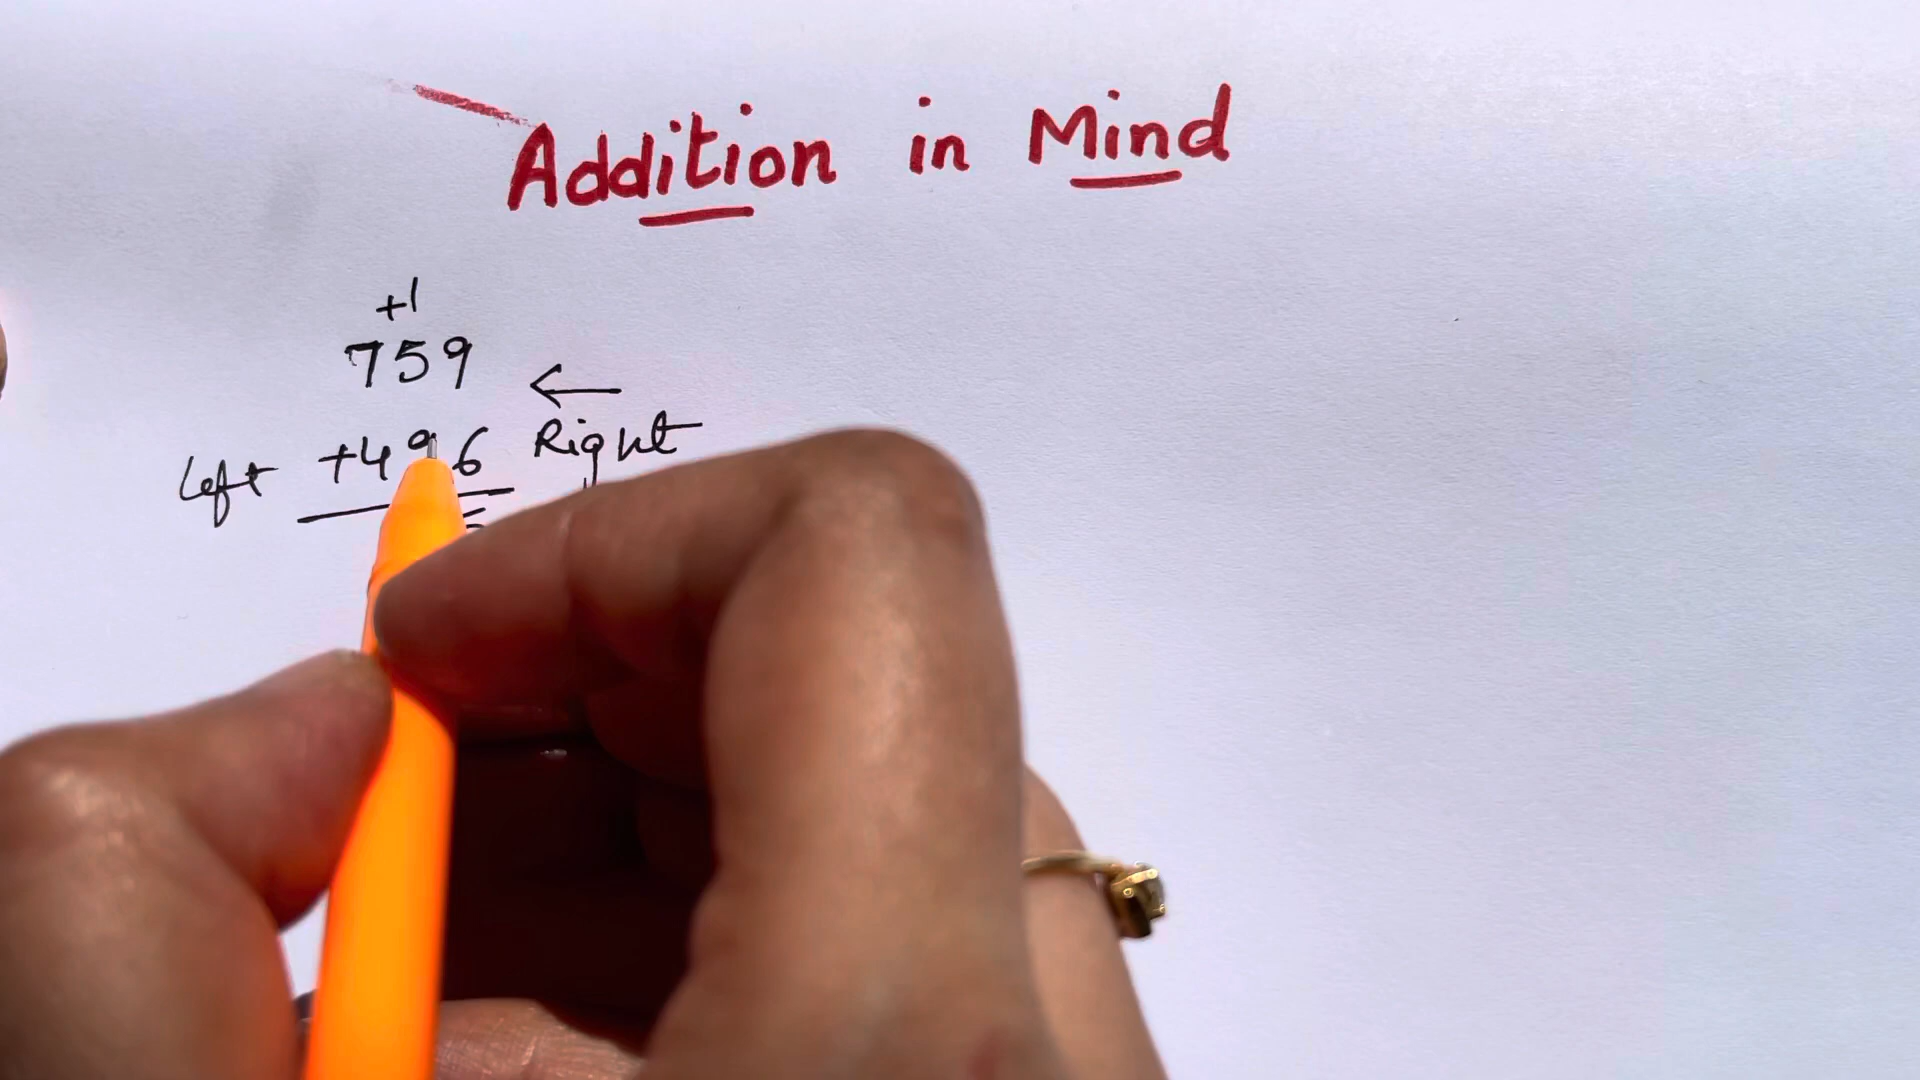 Addition in Mind
+1
759
←
Left +496 Right